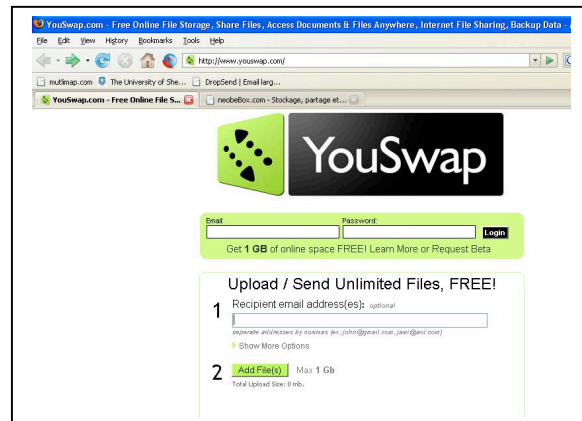 YouSwap.com - Free Online File Storage, Share Files, Access Documents & Files Anywhere, Internet File Sharing, Backup Data -
File Edit View History Bookmarks Tools Help
http://www.youswap.com/
mutlimap.com The University of She... DropSend | Email larg...
YouSwap.com - Free Online File S... neobeBox.com - Stockage, partage et...
YouSwap
Email: Password:
Login
Get 1 GB of online space FREE! Learn More or Request Beta
Upload / Send Unlimited Files, FREE!
1 Recipient email address(es): optional
seperate addresses by commas (ex: john@gmail.com, jawi@aol.com)
Show More Options
2 Add File(s) Max 1 Gb
Total Upload Size: 0 mb.